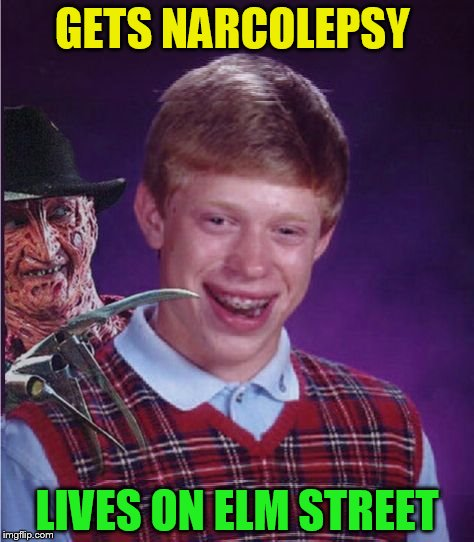 GETS NARCOLEPSY
LIVES ON ELM STREET
imgflip.com